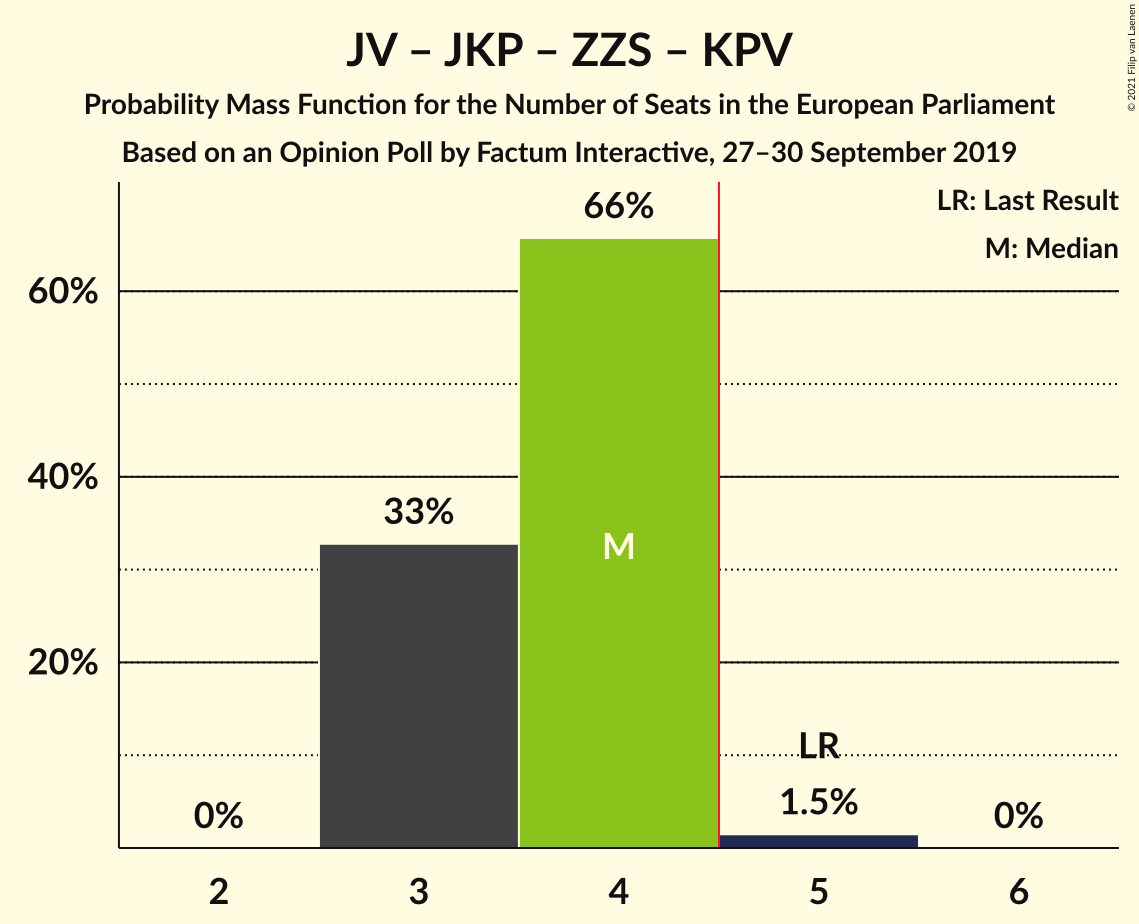 JV – JKP – ZZS – KPV
Probability Mass Function for the Number of Seats in the European Parliament
Based on an Opinion Poll by Factum Interactive, 27–30 September 2019
© 2021 Filip van Laenen
LR: Last Result
M: Median
66%
60%
33%
40%
M
20%
LR
0%
1.5%
0%
2 3 4 5 6